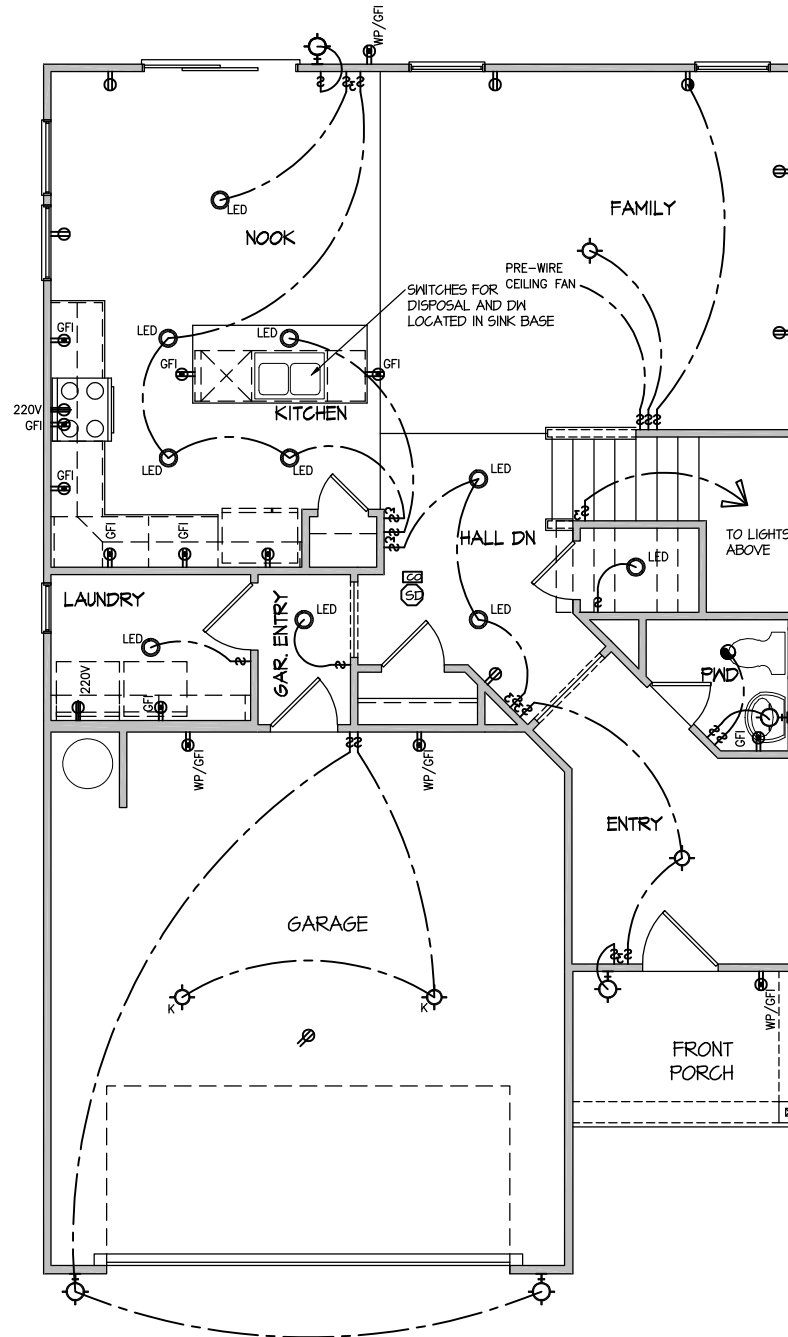 WP/GFI
LED
NOOK
FAMILY
PRE-WIRE
CEILING FAN
SWITCHES FOR
DISPOSAL AND DW
LOCATED IN SINK BASE
LED
LED
GFI
GFI
GFI
KITCHEN
220V
GFI
LED
LED
GFI
LED
GFI
GFI
HALL DN
3
TO LIGHTS
ABOVE
LED
CO
SD
LAUNDRY
GAR. ENTRY
LED
LED
LED
220V
GFI
PWD
GFI
WP/GFI
WP/GFI
ENTRY
GARAGE
K
K
WP/GFI
FRONT
PORCH